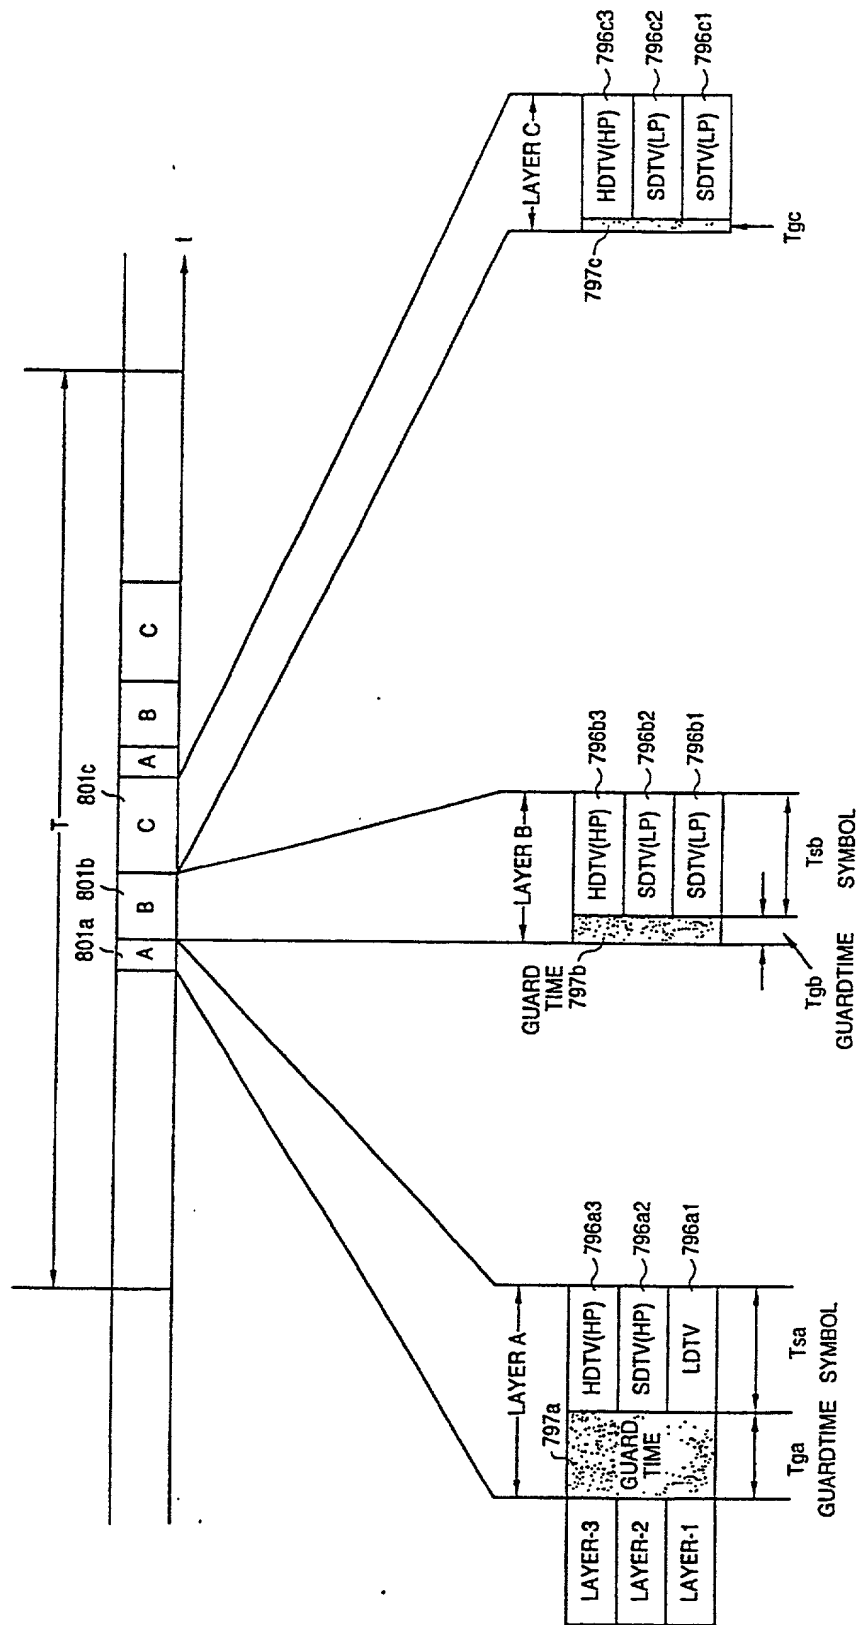 T
801a
801b
801c
A
B
C
A
B
C
t
LAYER A
797a
LAYER-3
LAYER-2
LAYER-1
GUARD
TIME
HDTV(HP)
796a3
SDTV(HP)
796a2
LDTV
796a1
Tga
Tsa
GUARDTIME
SYMBOL
LAYER B
GUARD
TIME
797b
HDTV(HP)
796b3
SDTV(LP)
796b2
SDTV(LP)
796b1
Tgb
Tsb
GUARDTIME
SYMBOL
LAYER C
797c
HDTV(HP)
796c3
SDTV(LP)
796c2
SDTV(LP)
796c1
Tgc